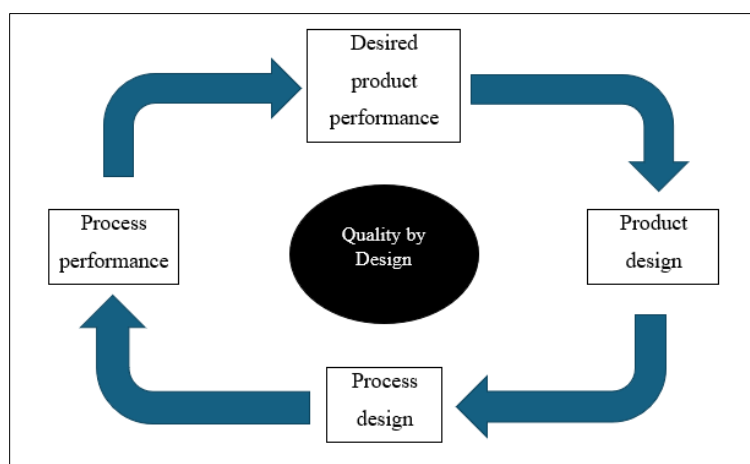 Desired
product
performance
Process
performance
Quality by
Design
Product
design
Process
design